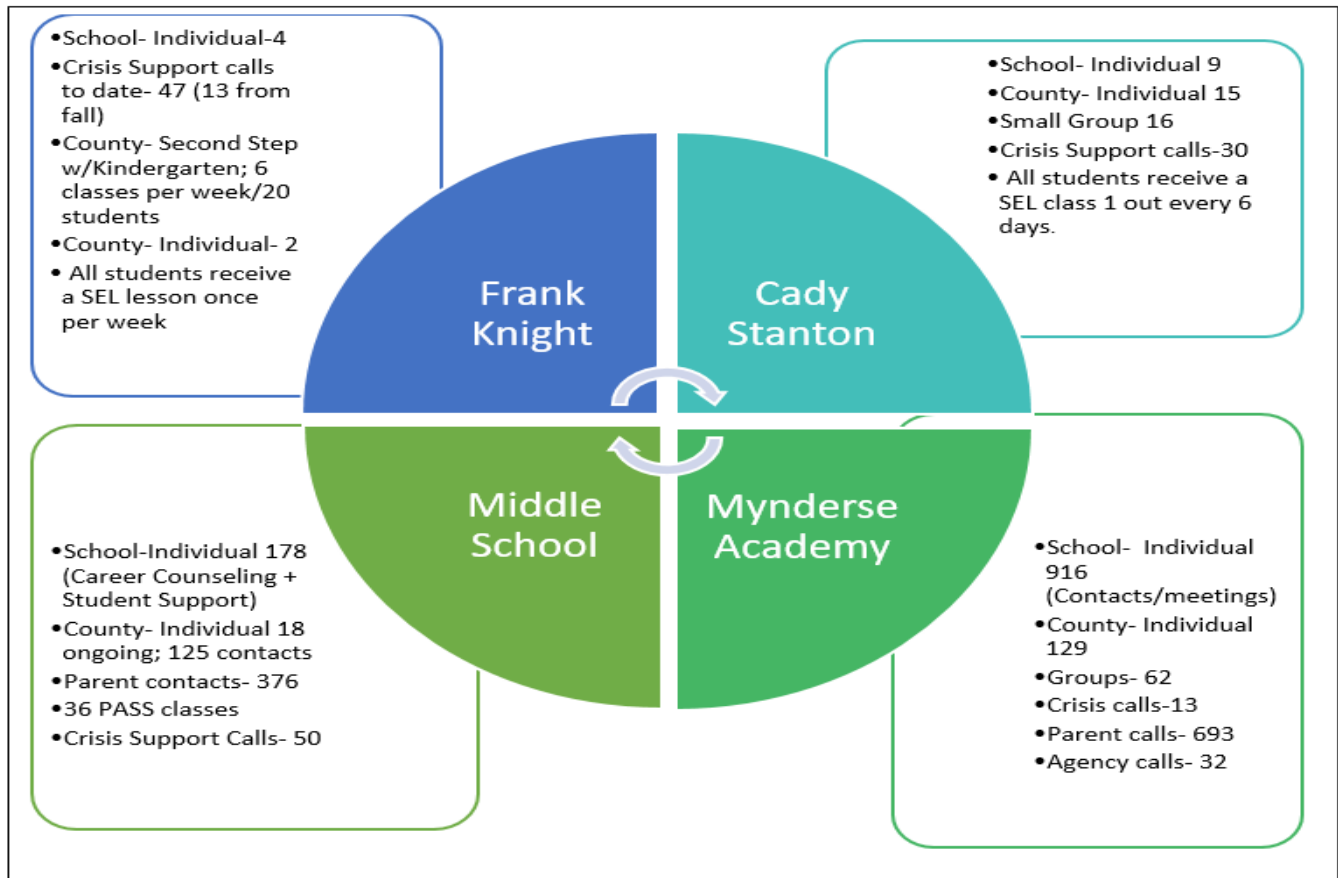 •School- Individual-4
•Crisis Support calls
to date- 47 (13 from
fall)
•County- Second Step
w/Kindergarten; 6
classes per week/20
students
•County- Individual- 2
• All students receive
a SEL lesson once
per week
•School- Individual 9
•County- Individual 15
•Small Group 16
•Crisis Support calls-30
• All students receive a
SEL class 1 out every 6
days.
Frank
Knight
Cady
Stanton
Middle
School
Mynderse
Academy
•School-Individual 178
(Career Counseling +
Student Support)
•County- Individual 18
ongoing; 125 contacts
•Parent contacts- 376
•36 PASS classes
•Crisis Support Calls- 50
•School-  Individual
916
(Contacts/meetings)
•County- Individual
129
•Groups- 62
•Crisis calls-13
•Parent calls- 693
•Agency calls- 32